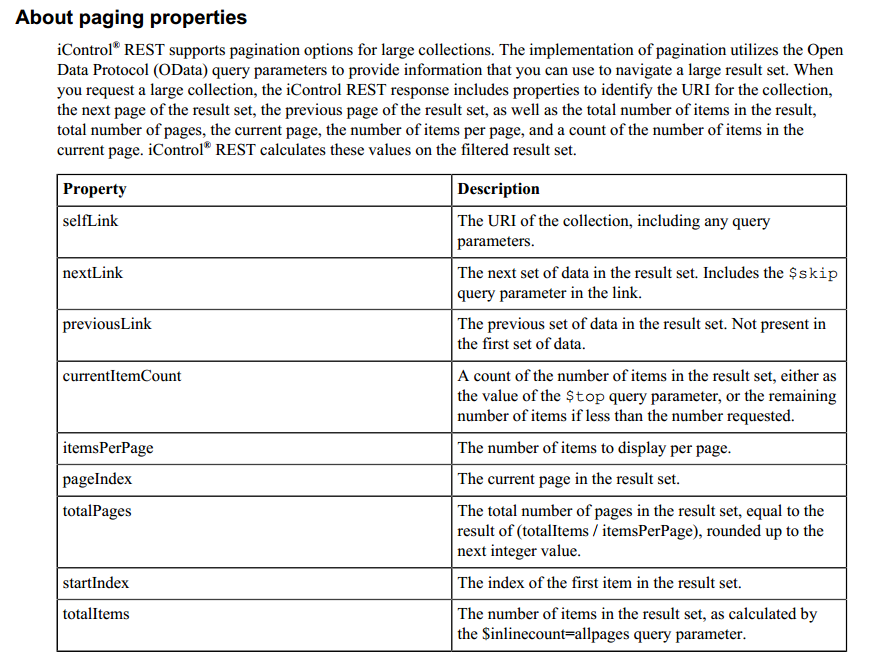 About paging properties
iControl® REST supports pagination options for large collections. The implementation of pagination utilizes the Open
Data Protocol (OData) query parameters to provide information that you can use to navigate a large result set. When
you request a large collection, the iControl REST response includes properties to identify the URI for the collection,
the next page of the result set, the previous page of the result set, as well as the total number of items in the result,
total number of pages, the current page, the number of items per page, and a count of the number of items in the
current page. iControl® REST calculates these values on the filtered result set.
Property Description
selfLink The URI of the collection, including any query
parameters.
nextLink The next set of data in the result set. Includes the $skip
query parameter in the link.
previousLink The previous set of data in the result set. Not present in
the first set of data.
currentItemCount A count of the number of items in the result set, either as
the value of the $top query parameter, or the remaining
number of items if less than the number requested.
itemsPerPage The number of items to display per page.
pageIndex The current page in the result set.
totalPages The total number of pages in the result set, equal to the
result of (totalItems / itemsPerPage), rounded up to the
next integer value.
startIndex The index of the first item in the result set.
totalItems The number of items in the result set, as calculated by
the $inlinecount=allpages query parameter.